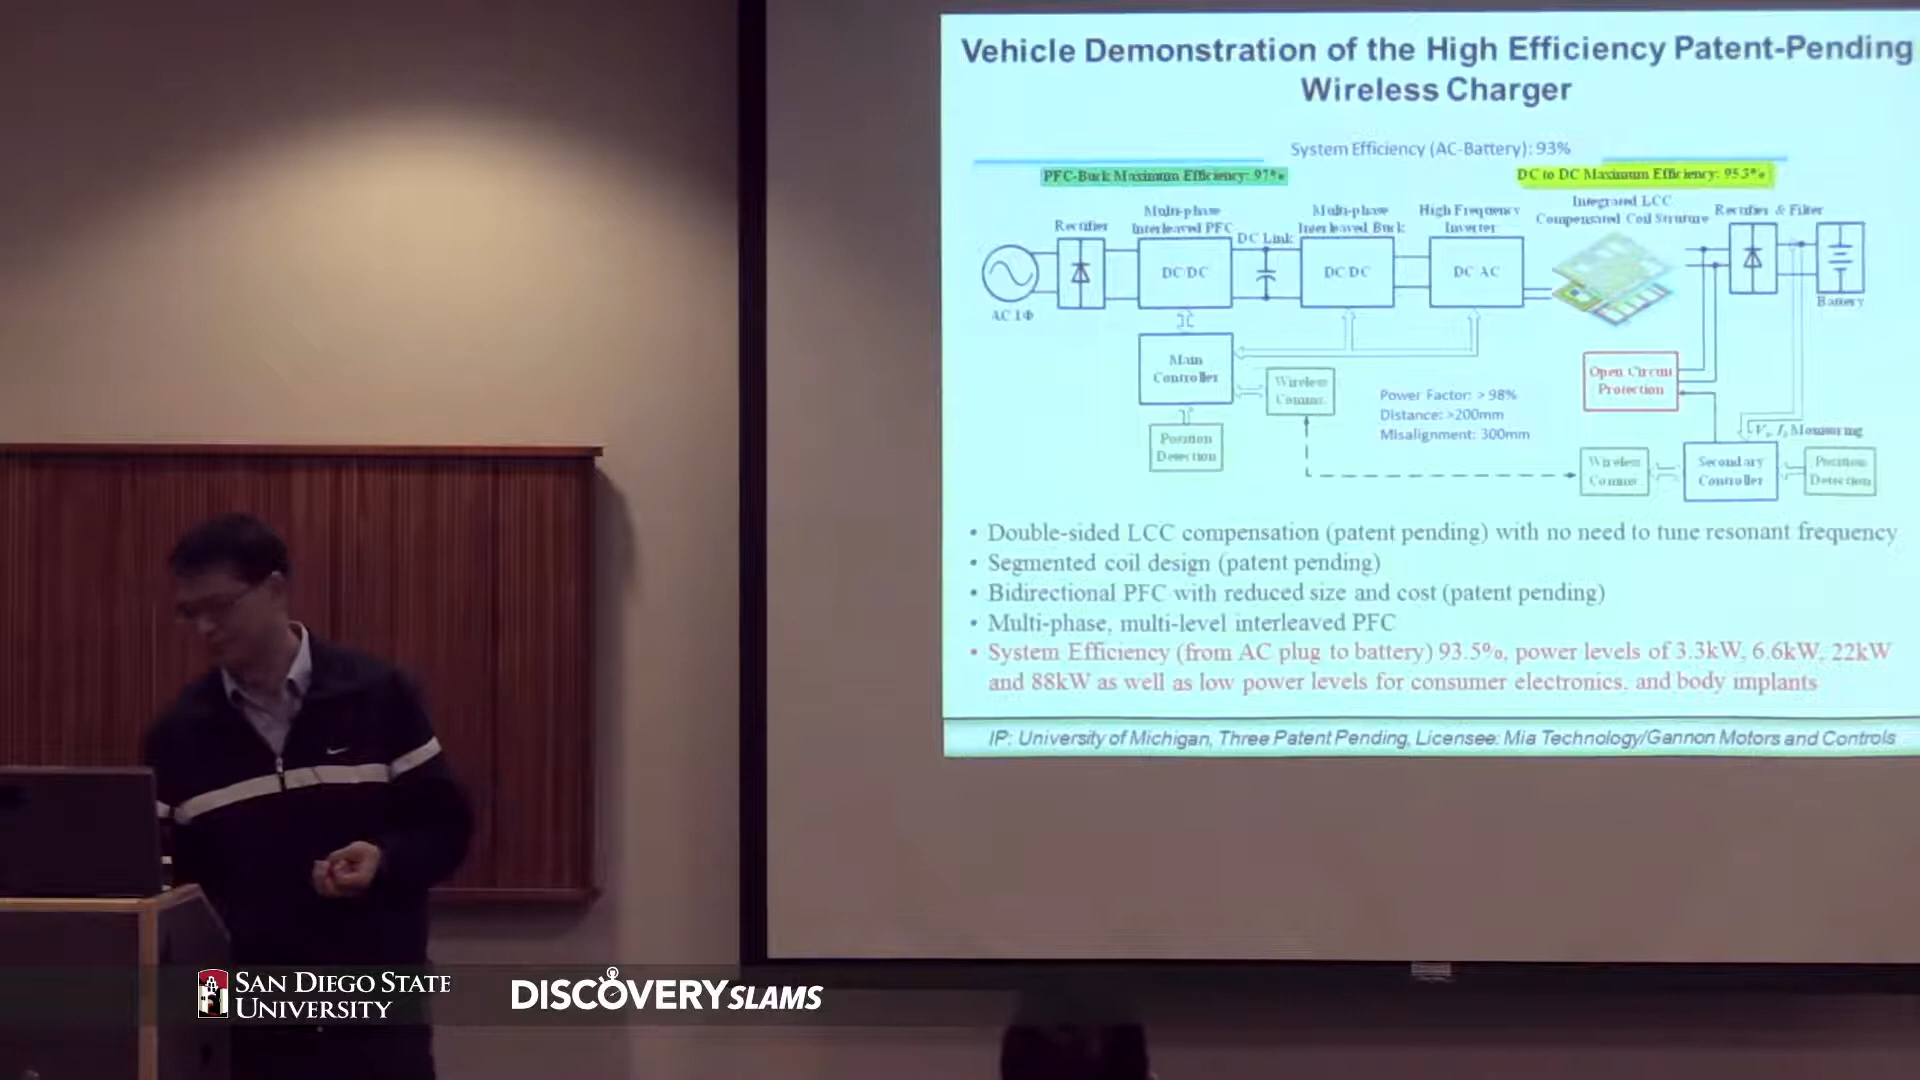 Vehicle Demonstration of the High Efficiency Patent-Pending
Wireless Charger
System Efficiency (AC-Battery): 93%
PFC-Buck Maximum Efficiency: 97%
DC to DC Maximum Efficiency: 95.3%
Rectifier
Multi-phase
Interleaved PFC
DC Link
Multi-phase
Interleaved Buck
High Frequency
Inverter
Integrated LCC
Compensated Coil Struture
Rectifier & Filter
DC/DC
DC DC
DC AC
AC 1Φ
Battery
Main
Controller
Wireless
Comms.
Power Factor: > 98%
Distance: >200mm
Misalignment: 300mm
Open Circuit
Protection
Position
Detection
Monitoring
Wireless
Comms.
Secondary
Controller
Position
Detection
• Double-sided LCC compensation (patent pending) with no need to tune resonant frequency
• Segmented coil design (patent pending)
• Bidirectional PFC with reduced size and cost (patent pending)
• Multi-phase, multi-level interleaved PFC
• System Efficiency (from AC plug to battery) 93.5%, power levels of 3.3kW, 6.6kW, 22kW
and 88kW as well as low power levels for consumer electronics, and body implants
IP: University of Michigan, Three Patent Pending, Licensee: Mia Technology/Gannon Motors and Controls
SAN DIEGO STATE
UNIVERSITY
DISCOVERY SLAMS